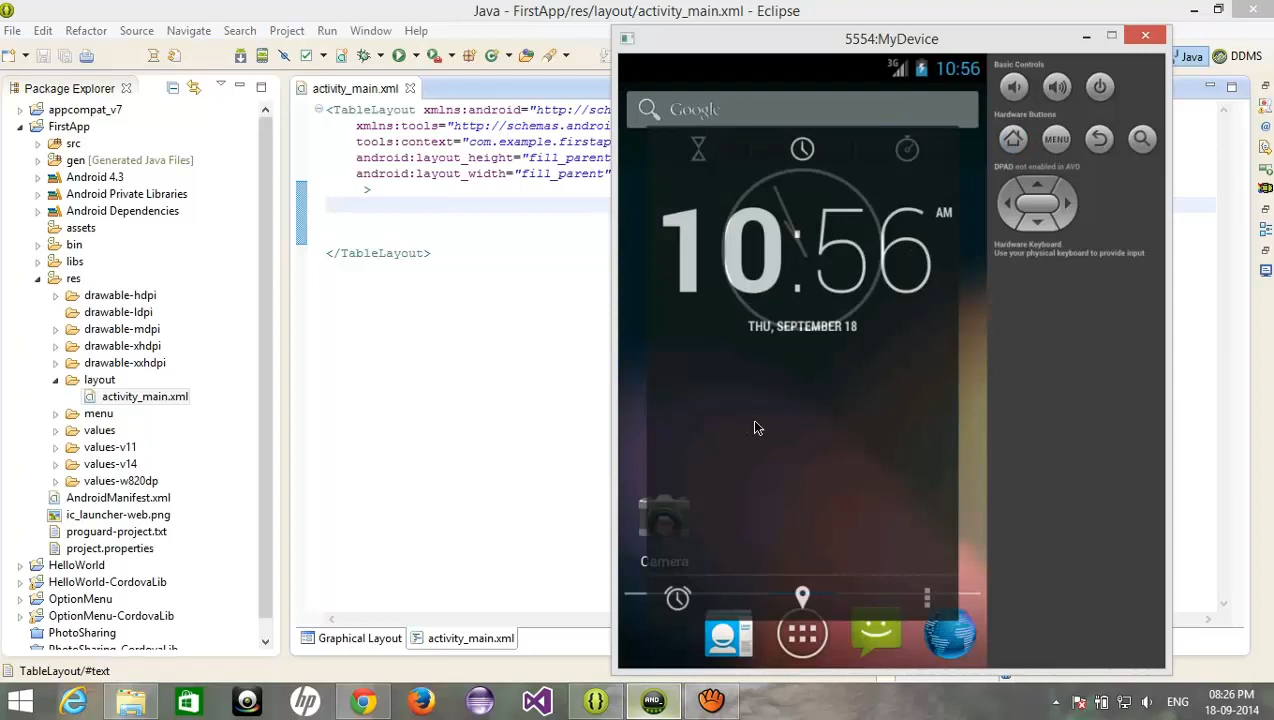 Java - FirstApp/res/layout/activity_main.xml - Eclipse
File Edit Refactor Source Navigate Search Project Run Window Help
5554:MyDevice
Java DDMS
Package Explorer
activity_main.xml
appcompat_v7
FirstApp
src
gen [Generated Java Files]
Android 4.3
Android Private Libraries
Android Dependencies
assets
bin
libs
res
drawable-hdpi
drawable-ldpi
drawable-mdpi
drawable-xhdpi
drawable-xxhdpi
layout
activity_main.xml
menu
values
values-v11
values-v14
values-w820dp
AndroidManifest.xml
ic_launcher-web.png
proguard-project.txt
project.properties
HelloWorld
HelloWorld-CordovaLib
OptionMenu
OptionMenu-CordovaLib
PhotoSharing
PhotoSharing-CordovaLib
<TableLayout xmlns:android="http://sch
xmlns:tools="http://schemas.androi
tools:context="com.example.firstap
android:layout_height="fill_parent
android:layout_width="fill_parent"
>
</TableLayout>
Graphical Layout activity_main.xml
TableLayout/#text
3G 10:56
Google
10:56 AM
THU, SEPTEMBER 18
Camera
Basic Controls
Hardware Buttons
MENU
DPAD not enabled in AVD
Hardware Keyboard
Use your physical keyboard to provide input
hp
AND
ENG
08:26 PM
18-09-2014